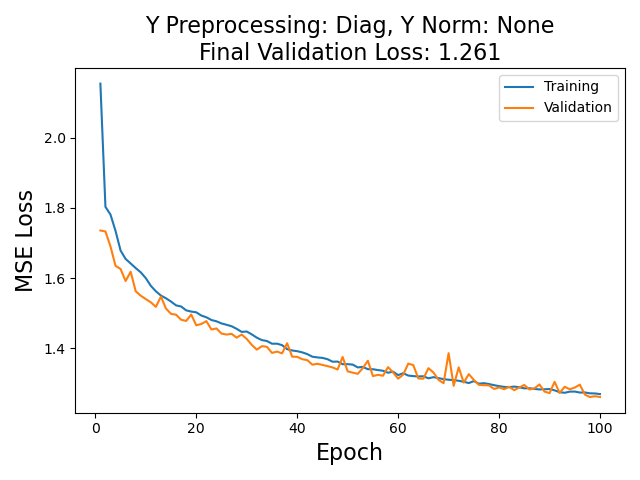 Y Preprocessing: Diag, Y Norm: None
Final Validation Loss: 1.261
Training
Validation
2.0
1.8
1.6
1.4
MSE Loss
0
20
40
60
80
100
Epoch